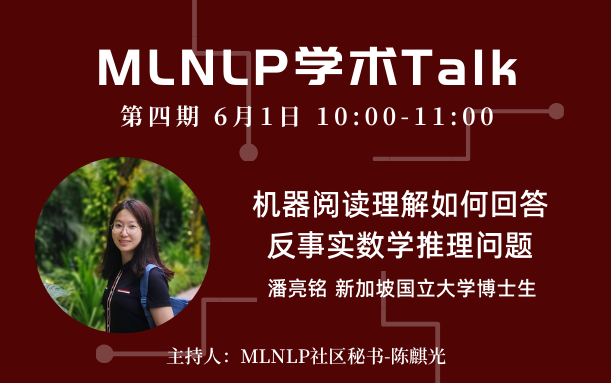 MLNLP学术Talk
第四期 6月1日 10:00-11:00
机器阅读理解如何回答
反事实数学推理问题
潘亮铭 新加坡国立大学博士生
主持人：MLNLP社区秘书-陈麒光